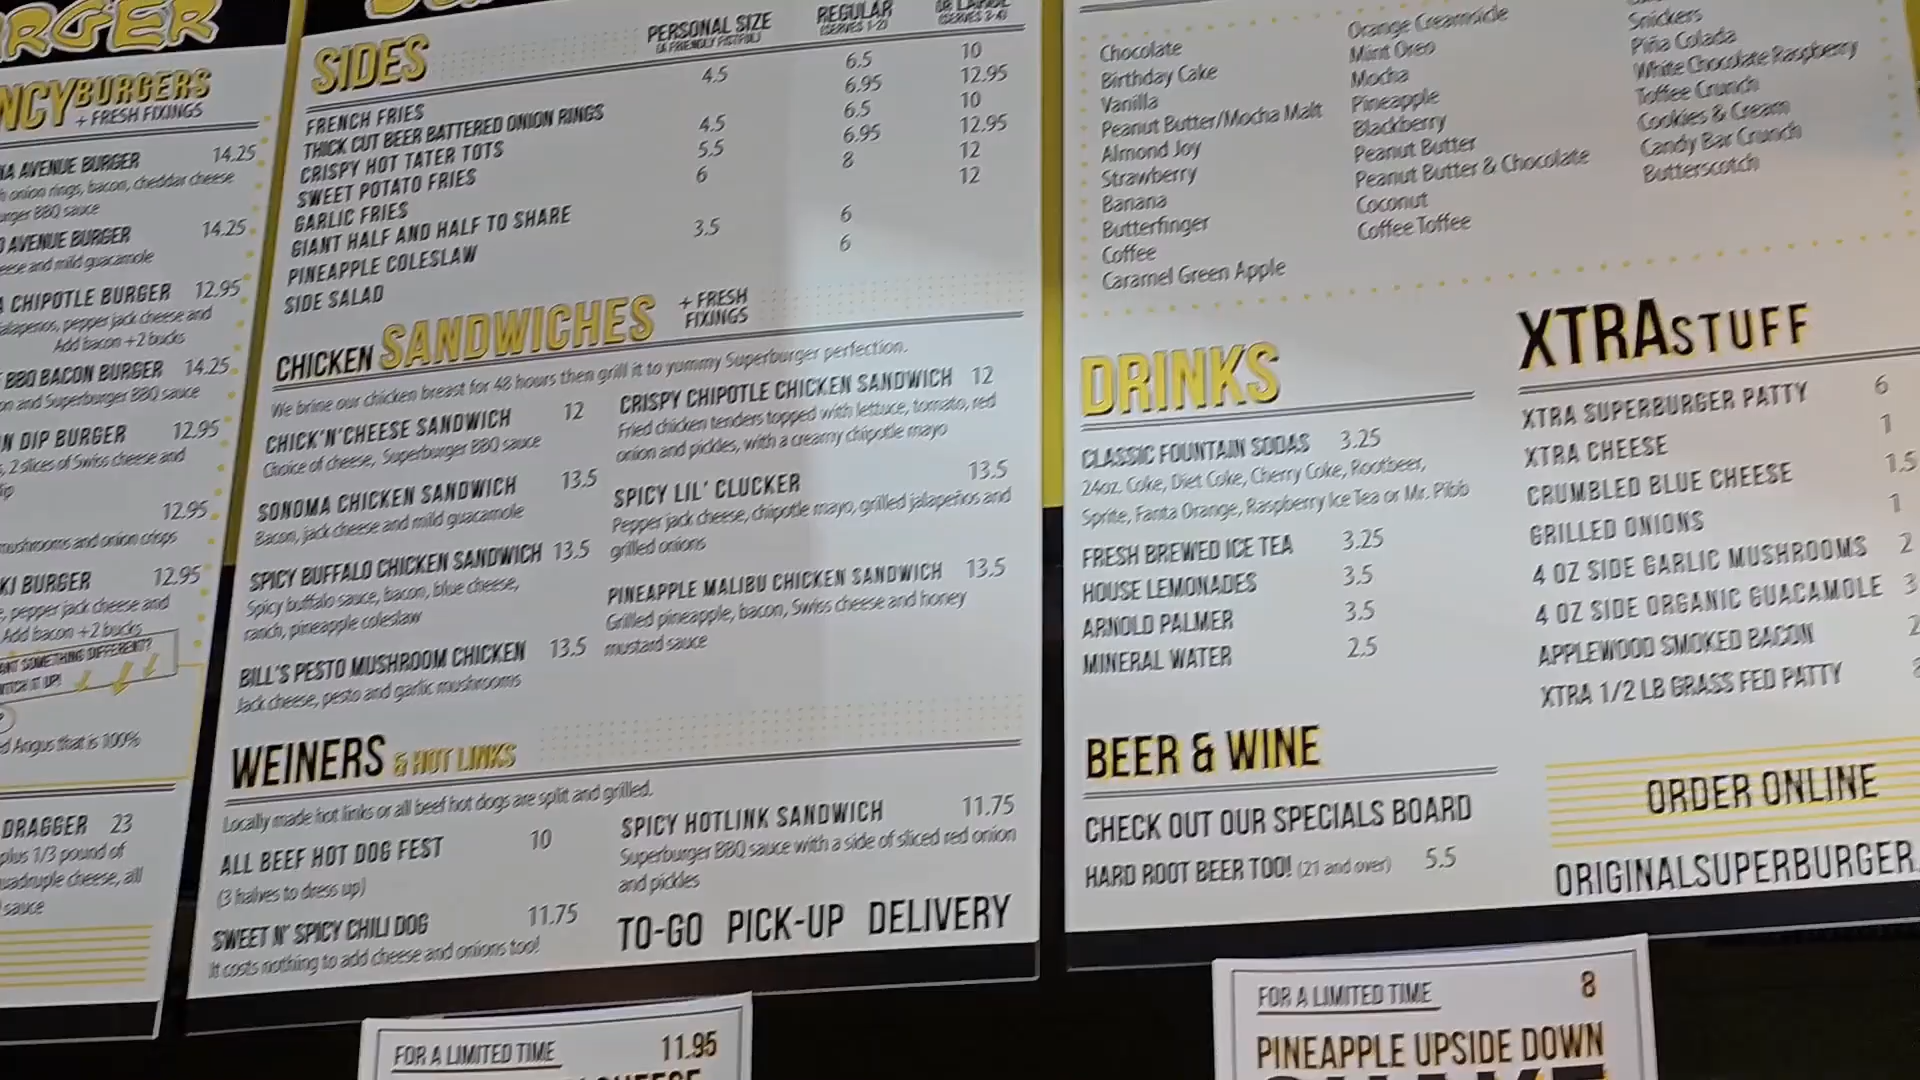 BURGERS
+ FRESH FIXINGS
AVENUE BURGER 14.25
onion rings, bacon, cheddar cheese
BBQ sauce
AVENUE BURGER 14.25
and mild guacamole
CHIPOTLE BURGER 12.95
jalapenos, pepper jack cheese and
Add bacon +2 bucks
BBQ BACON BURGER 14.25
and Superburger BBQ sauce
DIP BURGER 12.95
2 slices of Swiss cheese and
12.95
mushrooms and onion crisps
BURGER 12.95
pepper jack cheese and
Add bacon +2 bucks
SOMETHING DIFFERENT?
IT UP!
Angus that is 100%
DRAGGER 23
plus 1/3 pound of
quadruple cheese, all
sauce
SIDES
PERSONAL SIZE
(A FRIENDLY FISTFUL)
REGULAR
(SERVES 1-2)
LARGE
(SERVES 2-4)
FRENCH FRIES 4.5 6.5 10
THICK CUT BEER BATTERED ONION RINGS 6.95 12.95
CRISPY HOT TATER TOTS 4.5 6.5 10
SWEET POTATO FRIES 5.5 6.95 12.95
GARLIC FRIES 6 8 12
GIANT HALF AND HALF TO SHARE 12
PINEAPPLE COLESLAW 3.5 6
SIDE SALAD 6
CHICKEN SANDWICHES + FRESH FIXINGS
We brine our chicken breast for 48 hours then grill it to yummy Superburger perfection.
CHICK'N'CHEESE SANDWICH 12
Choice of cheese, Superburger BBQ sauce
SONOMA CHICKEN SANDWICH 13.5
Bacon, jack cheese and mild guacamole
SPICY BUFFALO CHICKEN SANDWICH 13.5
Spicy buffalo sauce, bacon, blue cheese,
ranch, pineapple coleslaw
BILL'S PESTO MUSHROOM CHICKEN 13.5
Jack cheese, pesto and garlic mushrooms
CRISPY CHIPOTLE CHICKEN SANDWICH 12
Fried chicken tenders topped with lettuce, tomato, red
onion and pickles, with a creamy chipotle mayo
SPICY LIL' CLUCKER 13.5
Pepper jack cheese, chipotle mayo, grilled jalapeños and
grilled onions
PINEAPPLE MALIBU CHICKEN SANDWICH 13.5
Grilled pineapple, bacon, Swiss cheese and honey
mustard sauce
WEINERS & HOT LINKS
Locally made hot links or all beef hot dogs are split and grilled.
ALL BEEF HOT DOG FEST 10
(3 halves to dress up)
SWEET N' SPICY CHILI DOG 11.75
It costs nothing to add cheese and onions too!
SPICY HOTLINK SANDWICH 11.75
Superburger BBQ sauce with a side of sliced red onion
and pickles
TO-GO PICK-UP DELIVERY
FOR A LIMITED TIME 11.95
Chocolate
Birthday Cake
Vanilla
Peanut Butter/Mocha Malt
Almond Joy
Strawberry
Banana
Butterfinger
Coffee
Caramel Green Apple
Orange Creamsicle
Mint Oreo
Mocha
Pineapple
Blackberry
Peanut Butter
Peanut Butter & Chocolate
Coconut
Coffee Toffee
Snickers
Piña Colada
White Chocolate Raspberry
Toffee Crunch
Cookies & Cream
Candy Bar Crunch
Butterscotch
DRINKS
CLASSIC FOUNTAIN SODAS 3.25
24oz. Coke, Diet Coke, Cherry Coke, Rootbeer,
Sprite, Fanta Orange, Raspberry Ice Tea or Mr. Pibb
FRESH BREWED ICE TEA 3.25
HOUSE LEMONADES 3.5
ARNOLD PALMER 3.5
MINERAL WATER 2.5
BEER & WINE
CHECK OUT OUR SPECIALS BOARD
HARD ROOT BEER TOO! (21 and over) 5.5
XTRA STUFF
XTRA SUPERBURGER PATTY 6
XTRA CHEESE 1
CRUMBLED BLUE CHEESE 1.5
GRILLED ONIONS 1
4 OZ SIDE GARLIC MUSHROOMS 2
4 OZ SIDE ORGANIC GUACAMOLE 3
APPLEWOOD SMOKED BACON
XTRA 1/2 LB GRASS FED PATTY
ORDER ONLINE
ORIGINALSUPERBURGER.
FOR A LIMITED TIME 8
PINEAPPLE UPSIDE DOWN